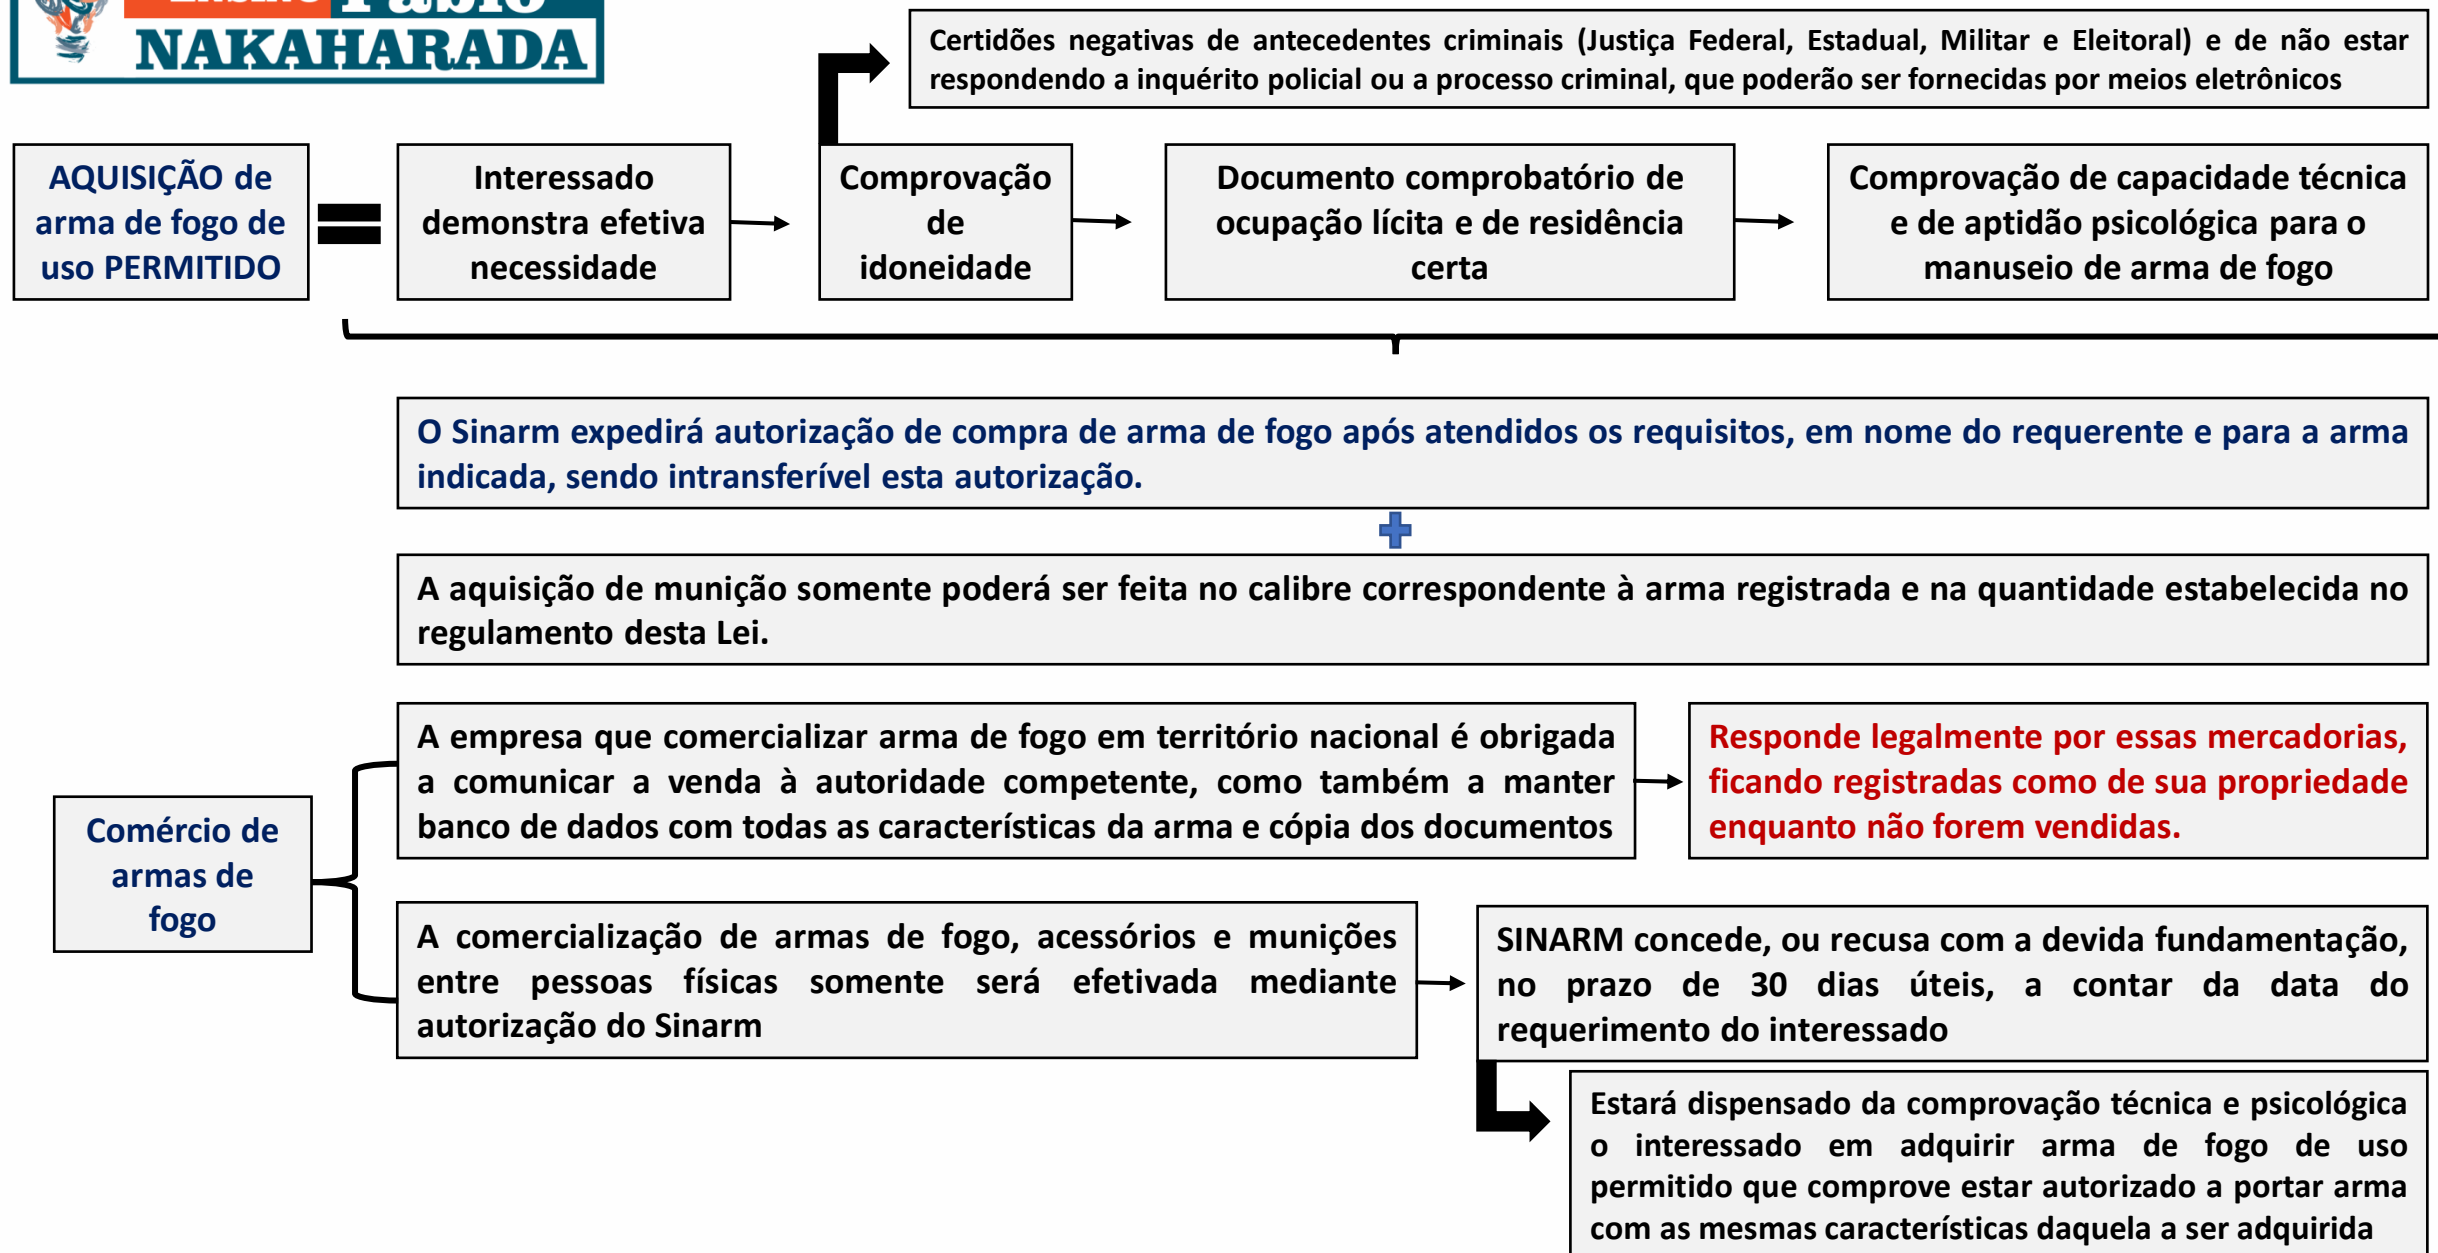 NAKAHARADA
Certidões negativas de antecedentes criminais (Justiça Federal, Estadual, Militar e Eleitoral) e de não estar
respondendo a inquérito policial ou a processo criminal, que poderão ser fornecidas por meios eletrônicos
AQUISIÇÃO de
arma de fogo de
uso PERMITIDO
Interessado
demonstra efetiva
necessidade
Comprovação
de
idoneidade
Documento comprobatório de
ocupação lícita e de residência
certa
Comprovação de capacidade técnica
e de aptidão psicológica para o
manuseio de arma de fogo
O Sinarm expedirá autorização de compra de arma de fogo após atendidos os requisitos, em nome do requerente e para a arma
indicada, sendo intransferível esta autorização.
A aquisição de munição somente poderá ser feita no calibre correspondente à arma registrada e na quantidade estabelecida no
regulamento desta Lei.
Comércio de
armas de
fogo
A empresa que comercializar arma de fogo em território nacional é obrigada
a comunicar a venda à autoridade competente, como também a manter
banco de dados com todas as características da arma e cópia dos documentos
Responde legalmente por essas mercadorias,
ficando registradas como de sua propriedade
enquanto não forem vendidas.
A comercialização de armas de fogo, acessórios e munições
entre pessoas físicas somente será efetivada mediante
autorização do Sinarm
SINARM concede, ou recusa com a devida fundamentação,
no prazo de 30 dias úteis, a contar da data do
requerimento do interessado
Estará dispensado da comprovação técnica e psicológica
o interessado em adquirir arma de fogo de uso
permitido que comprove estar autorizado a portar arma
com as mesmas características daquela a ser adquirida